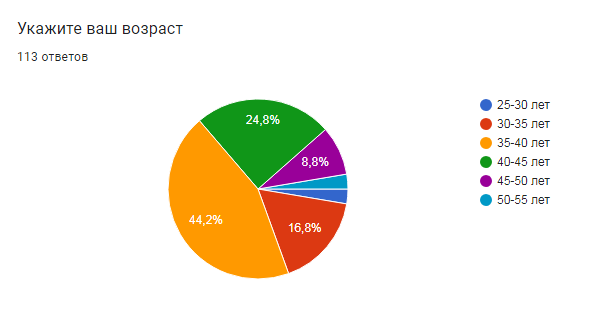 Укажите ваш возраст
113 ответов
24,8%
8,8%
44,2%
16,8%
25-30 лет
30-35 лет
35-40 лет
40-45 лет
45-50 лет
50-55 лет